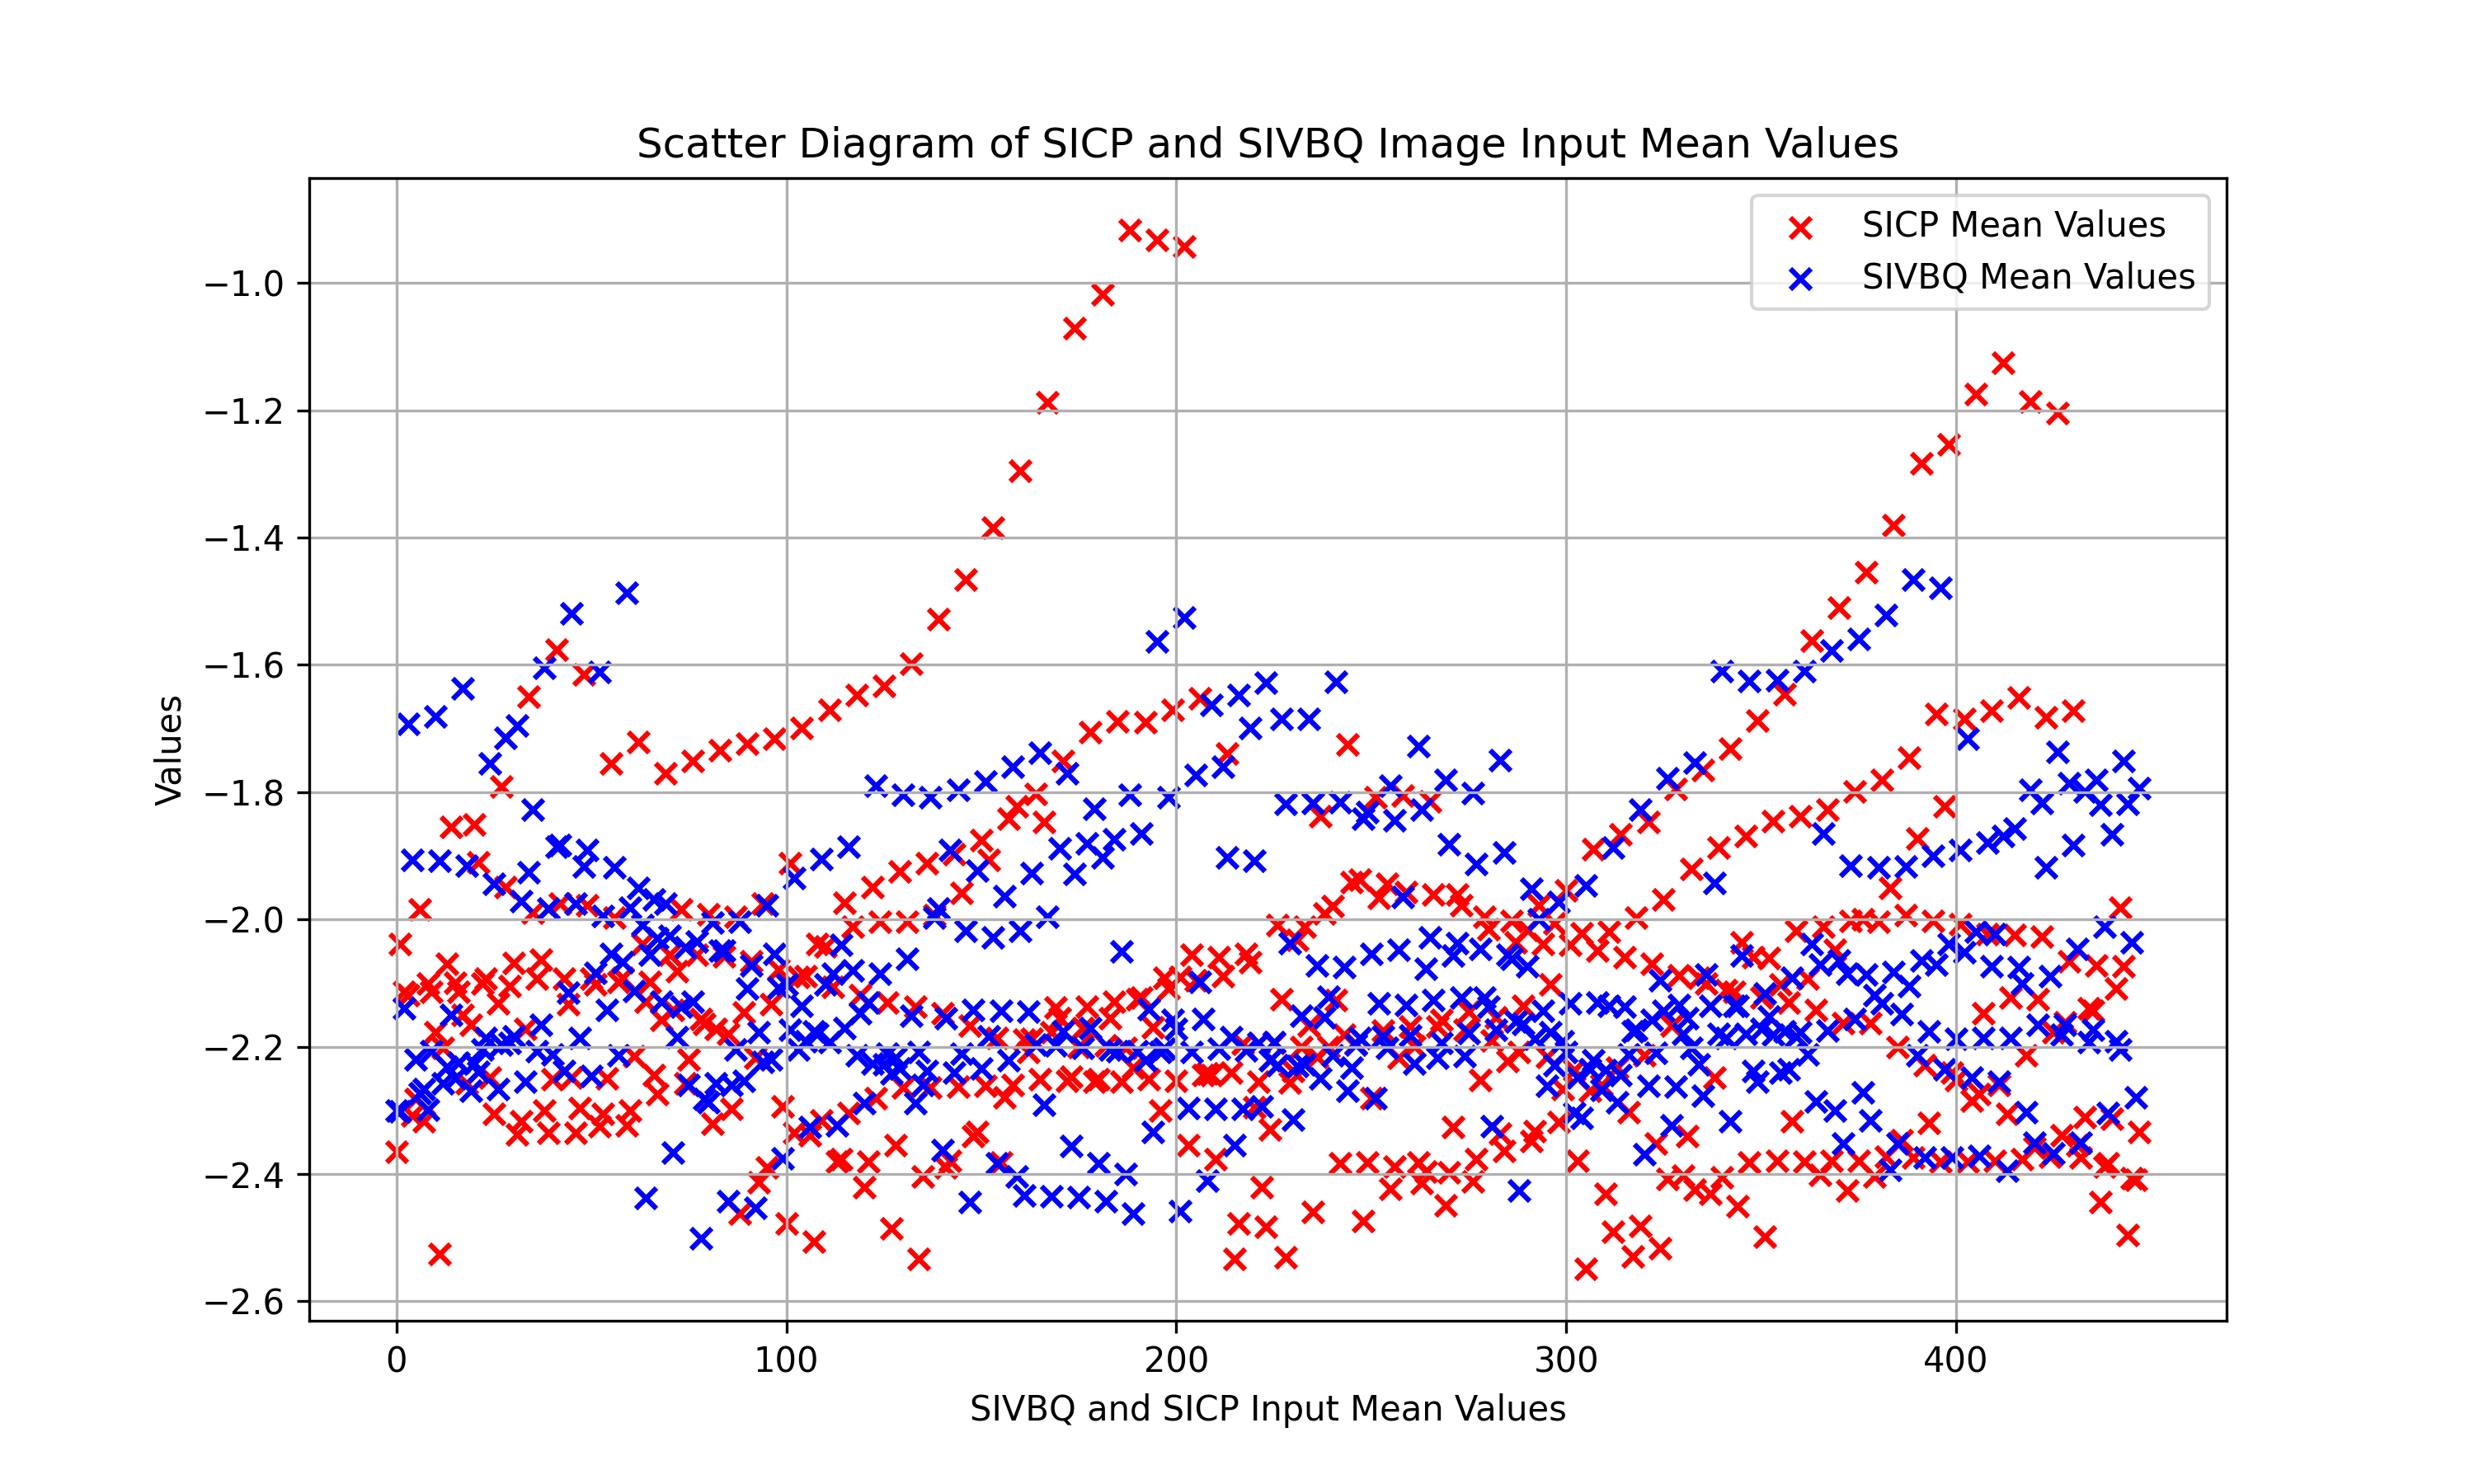 Scatter Diagram of SICP and SIVBQ Image Input Mean Values
SICP Mean Values
SIVBQ Mean Values
−1.0
−1.2
−1.4
−1.6
−1.8
−2.0
−2.2
−2.4
−2.6
Values
0 100 200 300 400
SIVBQ and SICP Input Mean Values